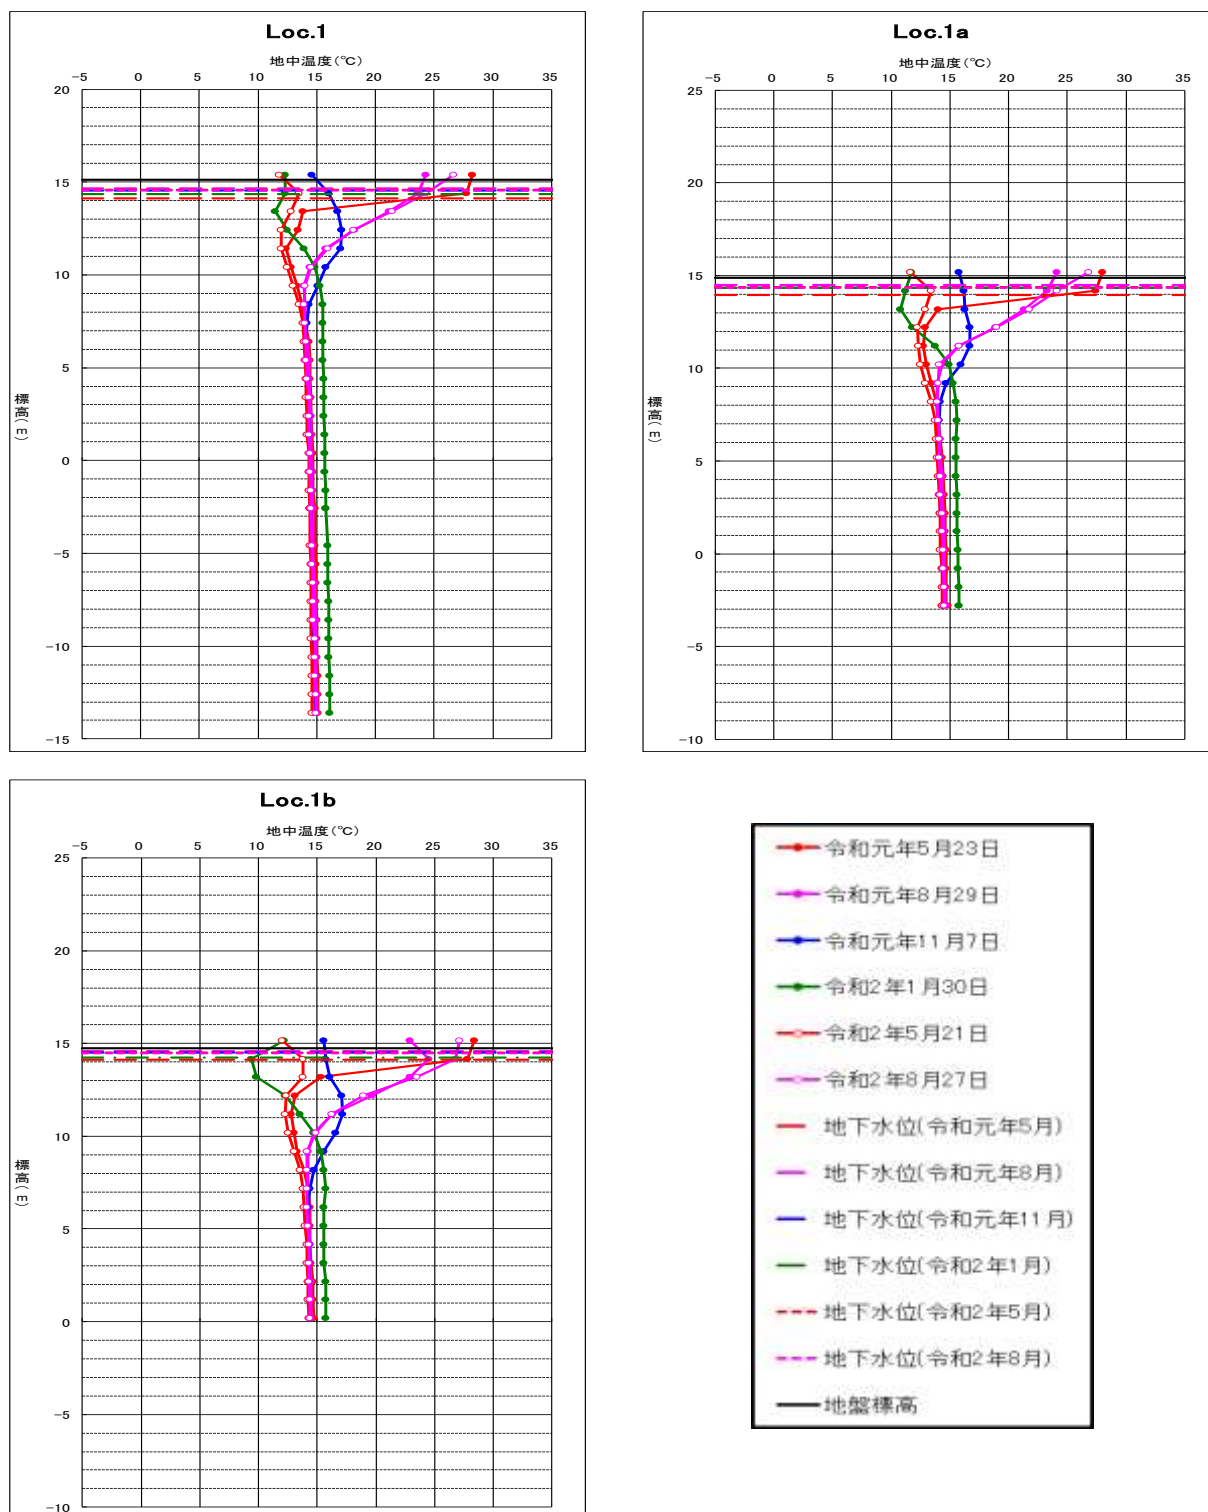 Loc.1
地中温度(℃)
-5 0 5 10 15 20 25 30 35
20
15
10
5
0
-5
-10
-15
標高(m)
Loc.1a
地中温度(℃)
-5 0 5 10 15 20 25 30 35
25
20
15
10
5
0
-5
-10
標高(m)
Loc.1b
地中温度(℃)
-5 0 5 10 15 20 25 30 35
25
20
15
10
5
0
-5
-10
標高(m)
令和元年5月23日
令和元年8月29日
令和元年11月7日
令和2年1月30日
令和2年5月21日
令和2年8月27日
地下水位(令和元年5月)
地下水位(令和元年8月)
地下水位(令和元年11月)
地下水位(令和2年1月)
地下水位(令和2年5月)
地下水位(令和2年8月)
地盤標高